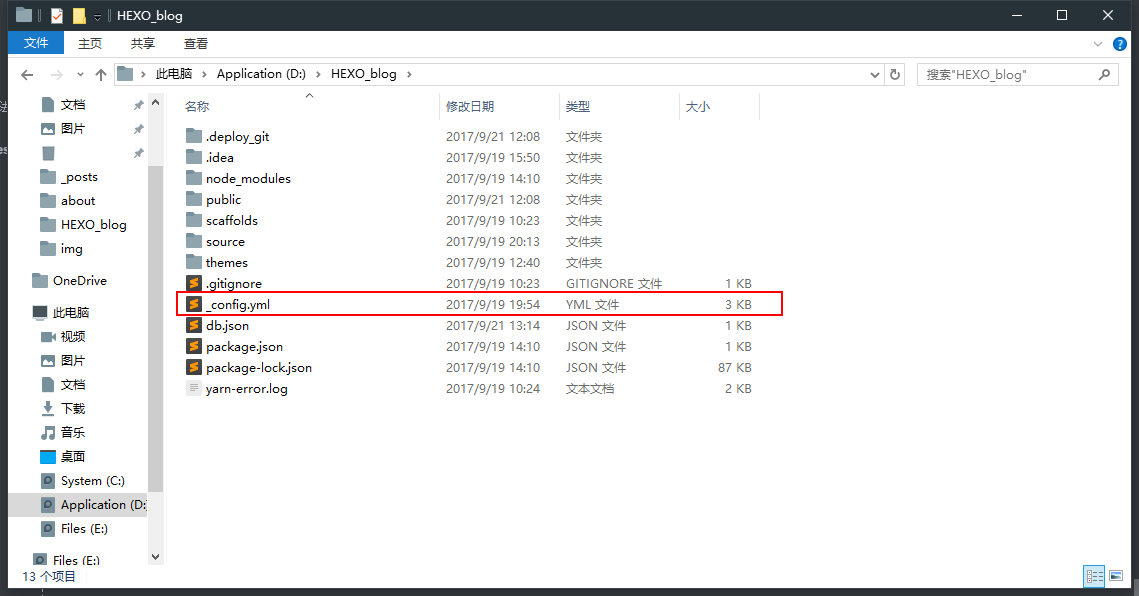 HEXO_blog
文件 主页 共享 查看
此电脑 Application (D:) HEXO_blog 搜索"HEXO_blog"
名称 修改日期 类型 大小
文档
图片
_posts
about
HEXO_blog
img
OneDrive
此电脑
视频
图片
文档
下载
音乐
桌面
System (C:)
Application (D:
Files (E:)
Files (E:)
.deploy_git 2017/9/21 12:08 文件夹
.idea 2017/9/19 15:50 文件夹
node_modules 2017/9/19 14:10 文件夹
public 2017/9/21 12:08 文件夹
scaffolds 2017/9/19 10:23 文件夹
source 2017/9/19 20:13 文件夹
themes 2017/9/19 12:40 文件夹
.gitignore 2017/9/19 10:23 GITIGNORE 文件 1 KB
_config.yml 2017/9/19 19:54 YML 文件 3 KB
db.json 2017/9/21 13:14 JSON 文件 1 KB
package.json 2017/9/19 14:10 JSON 文件 1 KB
package-lock.json 2017/9/19 14:10 JSON 文件 87 KB
yarn-error.log 2017/9/19 10:24 文本文档 2 KB
13 个项目